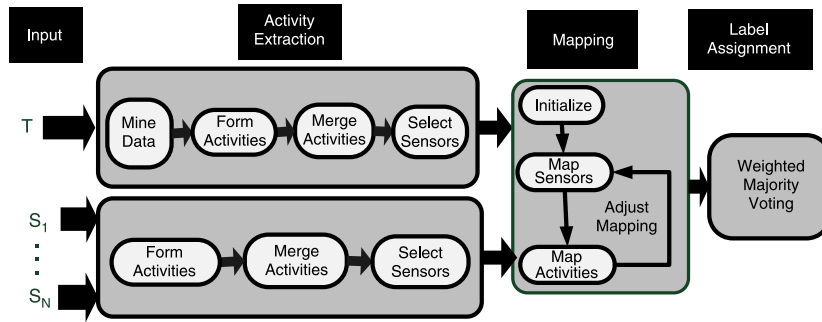 Input
Activity
Extraction
Mapping
Label
Assignment
T
Mine
Data
Form
Activities
Merge
Activities
Select
Sensors
Initialize
Map
Sensors
Adjust
Mapping
Map
Activities
Weighted
Majority
Voting
S1
SN
Form
Activities
Merge
Activities
Select
Sensors